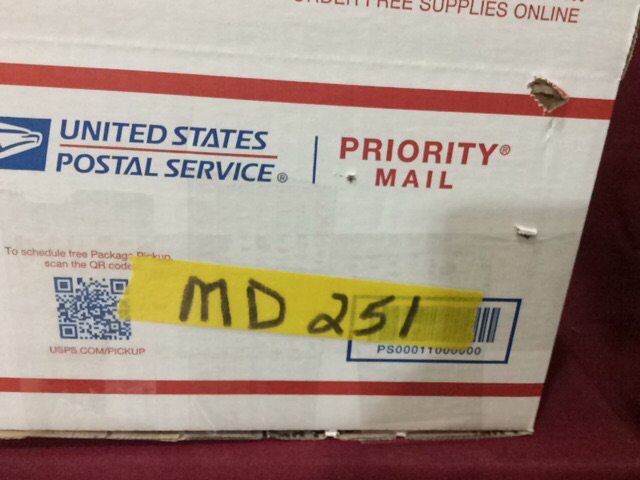 FREE SUPPLIES ONLINE
UNITED STATES
POSTAL SERVICE®
PRIORITY®
MAIL
To schedule free Package Pickup,
scan the QR code
USPS.COM/PICKUP
MD 251
PS00011000000